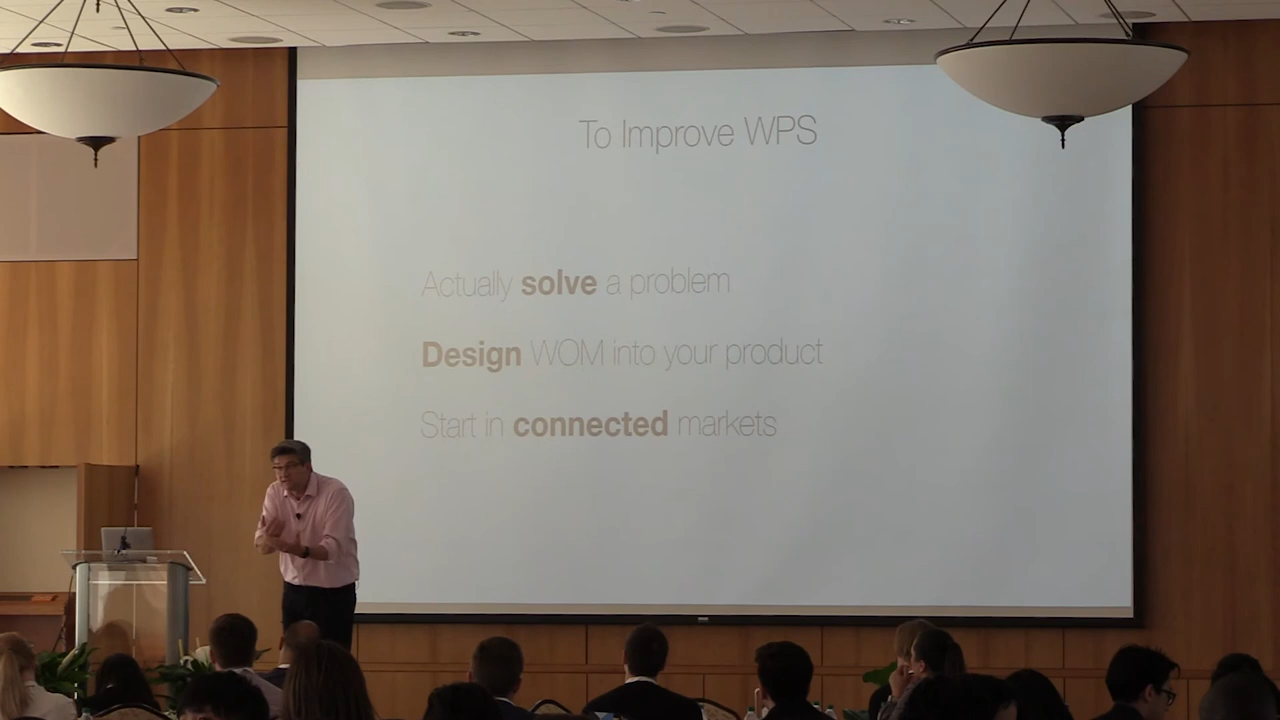 To Improve WPS
Actually solve a problem
Design WOM into your product
Start in connected markets